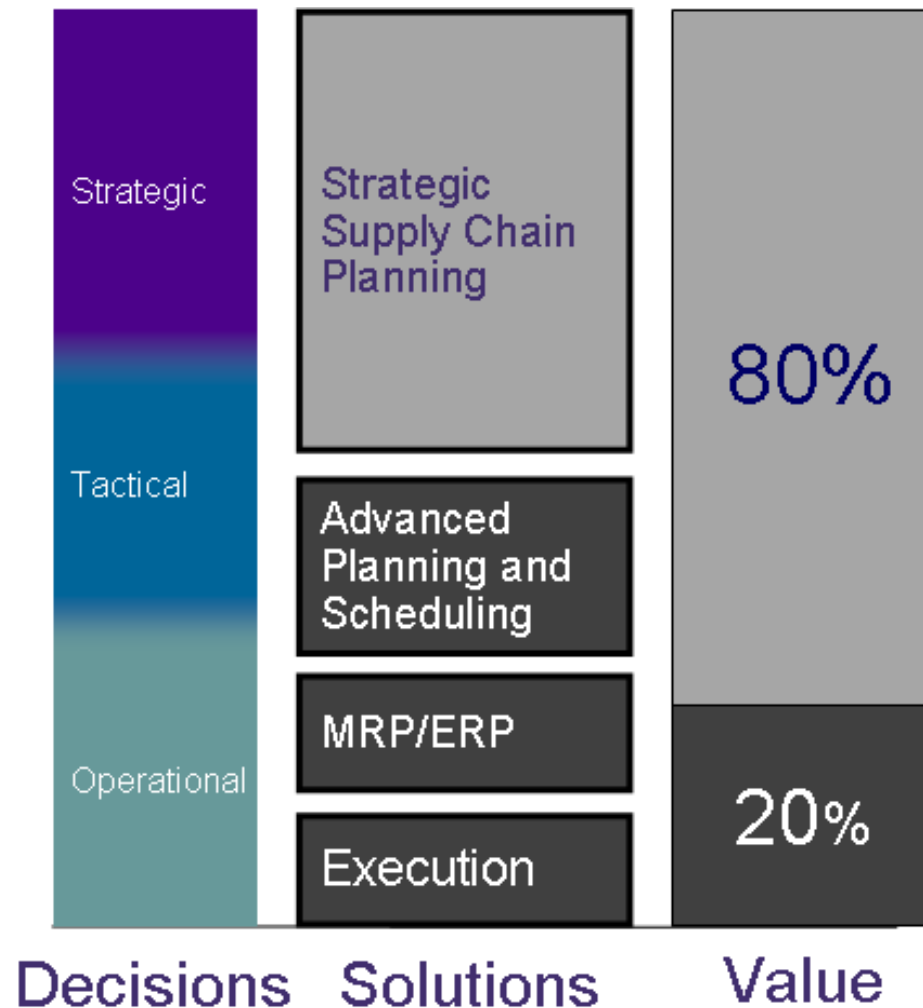 Strategic
Tactical
Operational
Strategic
Supply Chain
Planning
Advanced
Planning and
Scheduling
MRP/ERP
Execution
80%
20%
Decisions
Solutions
Value